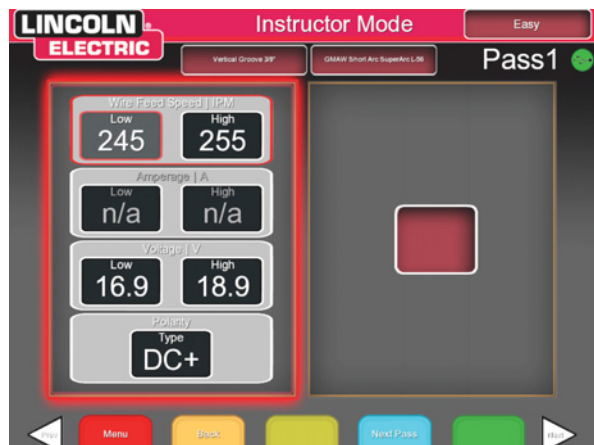 LINCOLN
ELECTRIC
Instructor Mode
Easy
Vertical Groove 3/8"
GMAW Short Arc SuperArc L-56
Pass1
Wire Feed Speed | IPM
Low
245
High
255
Amperage | A
Low
n/a
High
n/a
Voltage | V
Low
16.9
High
18.9
Polarity
Type
DC+
Prev
Menu
Back
Next Pass
Next